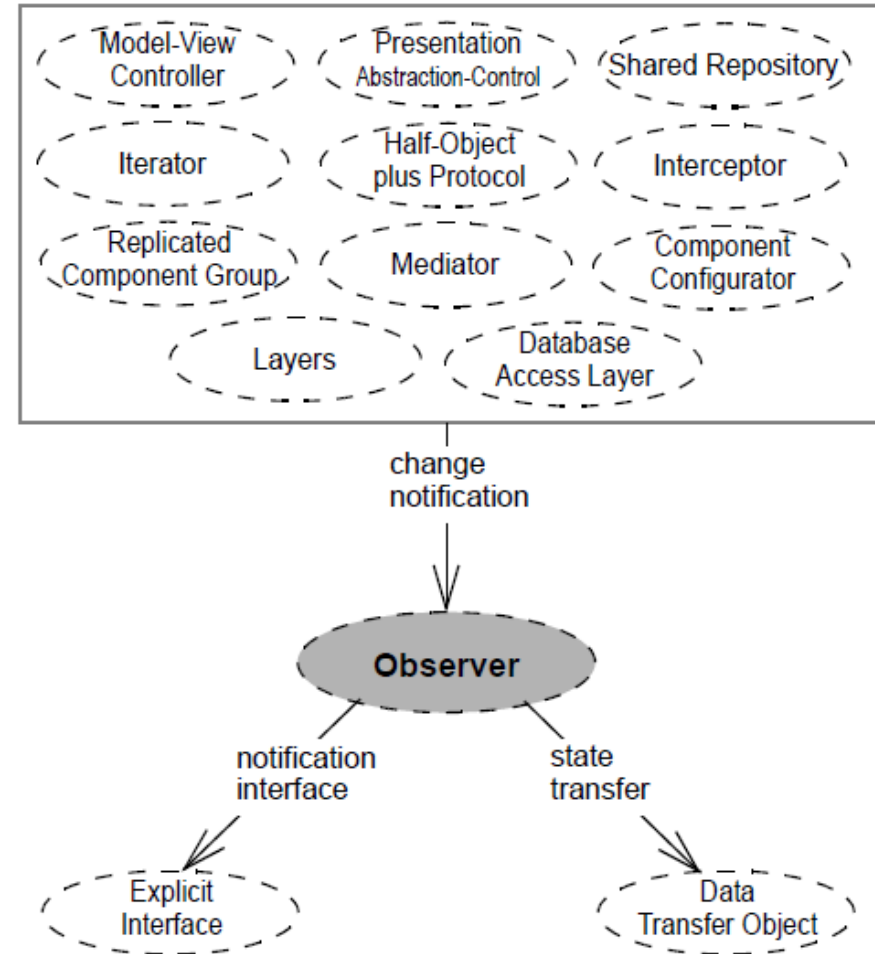 Model-View
Controller
Presentation
Abstraction-Control
Shared Repository
Iterator
Half-Object
plus Protocol
Interceptor
Replicated
Component Group
Mediator
Component
Configurator
Layers
Database
Access Layer
change
notification
Observer
notification
interface
state
transfer
Explicit
Interface
Data
Transfer Object